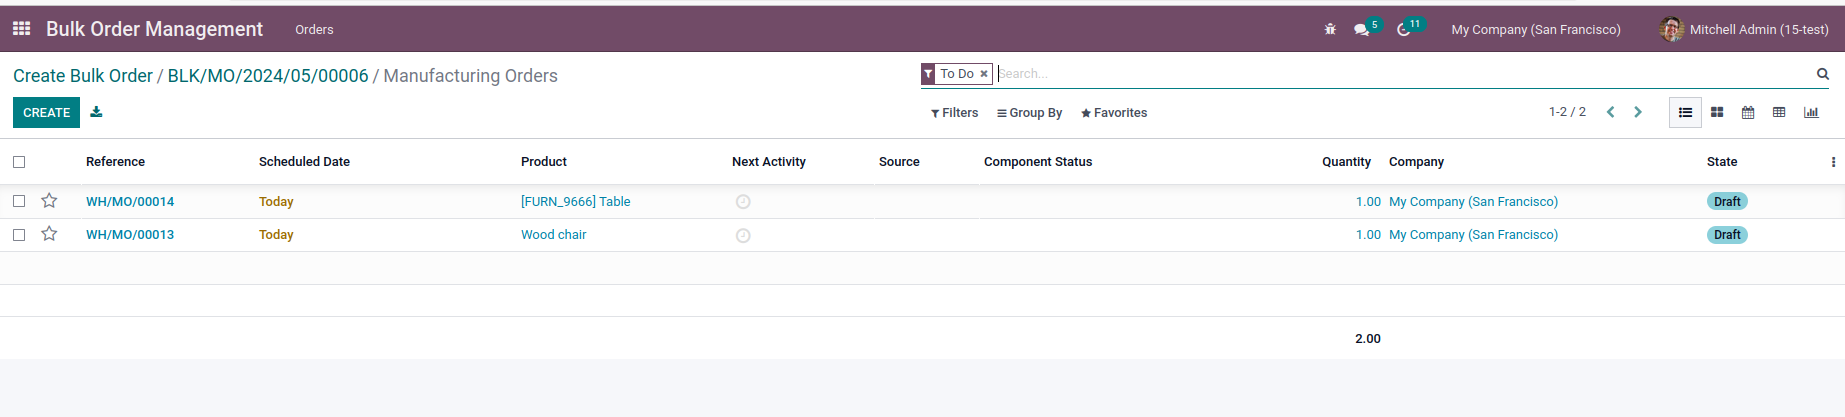 Bulk Order Management Orders 5 11 My Company (San Francisco) Mitchell Admin (15-test)
Create Bulk Order / BLK/MO/2024/05/00006 / Manufacturing Orders To Do ✖ Search...
CREATE Filters Group By Favorites 1-2 / 2
Reference Scheduled Date Product Next Activity Source Component Status Quantity Company State
WH/MO/00014 Today [FURN_9666] Table 1.00 My Company (San Francisco) Draft
WH/MO/00013 Today Wood chair 1.00 My Company (San Francisco) Draft
2.00